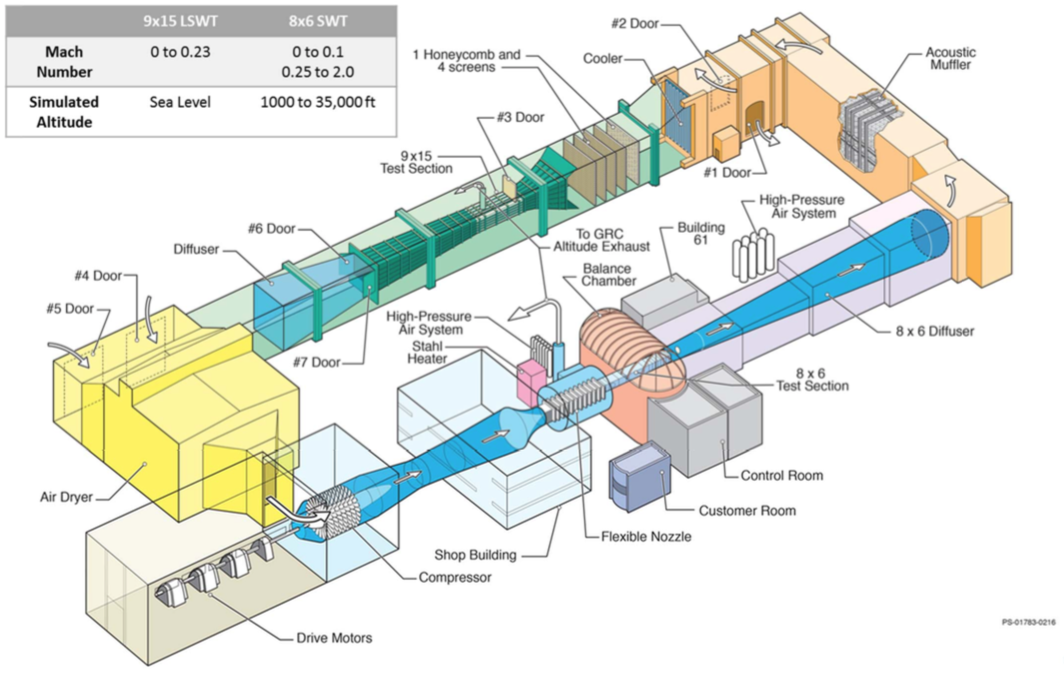 9x15 LSWT 8x6 SWT
Mach Number 0 to 0.23 0 to 0.1
0.25 to 2.0
Simulated Altitude Sea Level 1000 to 35,000 ft
#2 Door
1 Honeycomb and
4 screens
Cooler
Acoustic
Muffler
#3 Door
9x15
Test Section
#1 Door
High-Pressure
Air System
#6 Door
Diffuser
To GRC
Altitude Exhaust
Building
61
#4 Door
#5 Door
Balance
Chamber
High-Pressure
Air System
Stahl
Heater
#7 Door
8 x 6 Diffuser
8 x 6
Test Section
Air Dryer
Control Room
Customer Room
Flexible Nozzle
Shop Building
Compressor
Drive Motors
PS-01783-0216